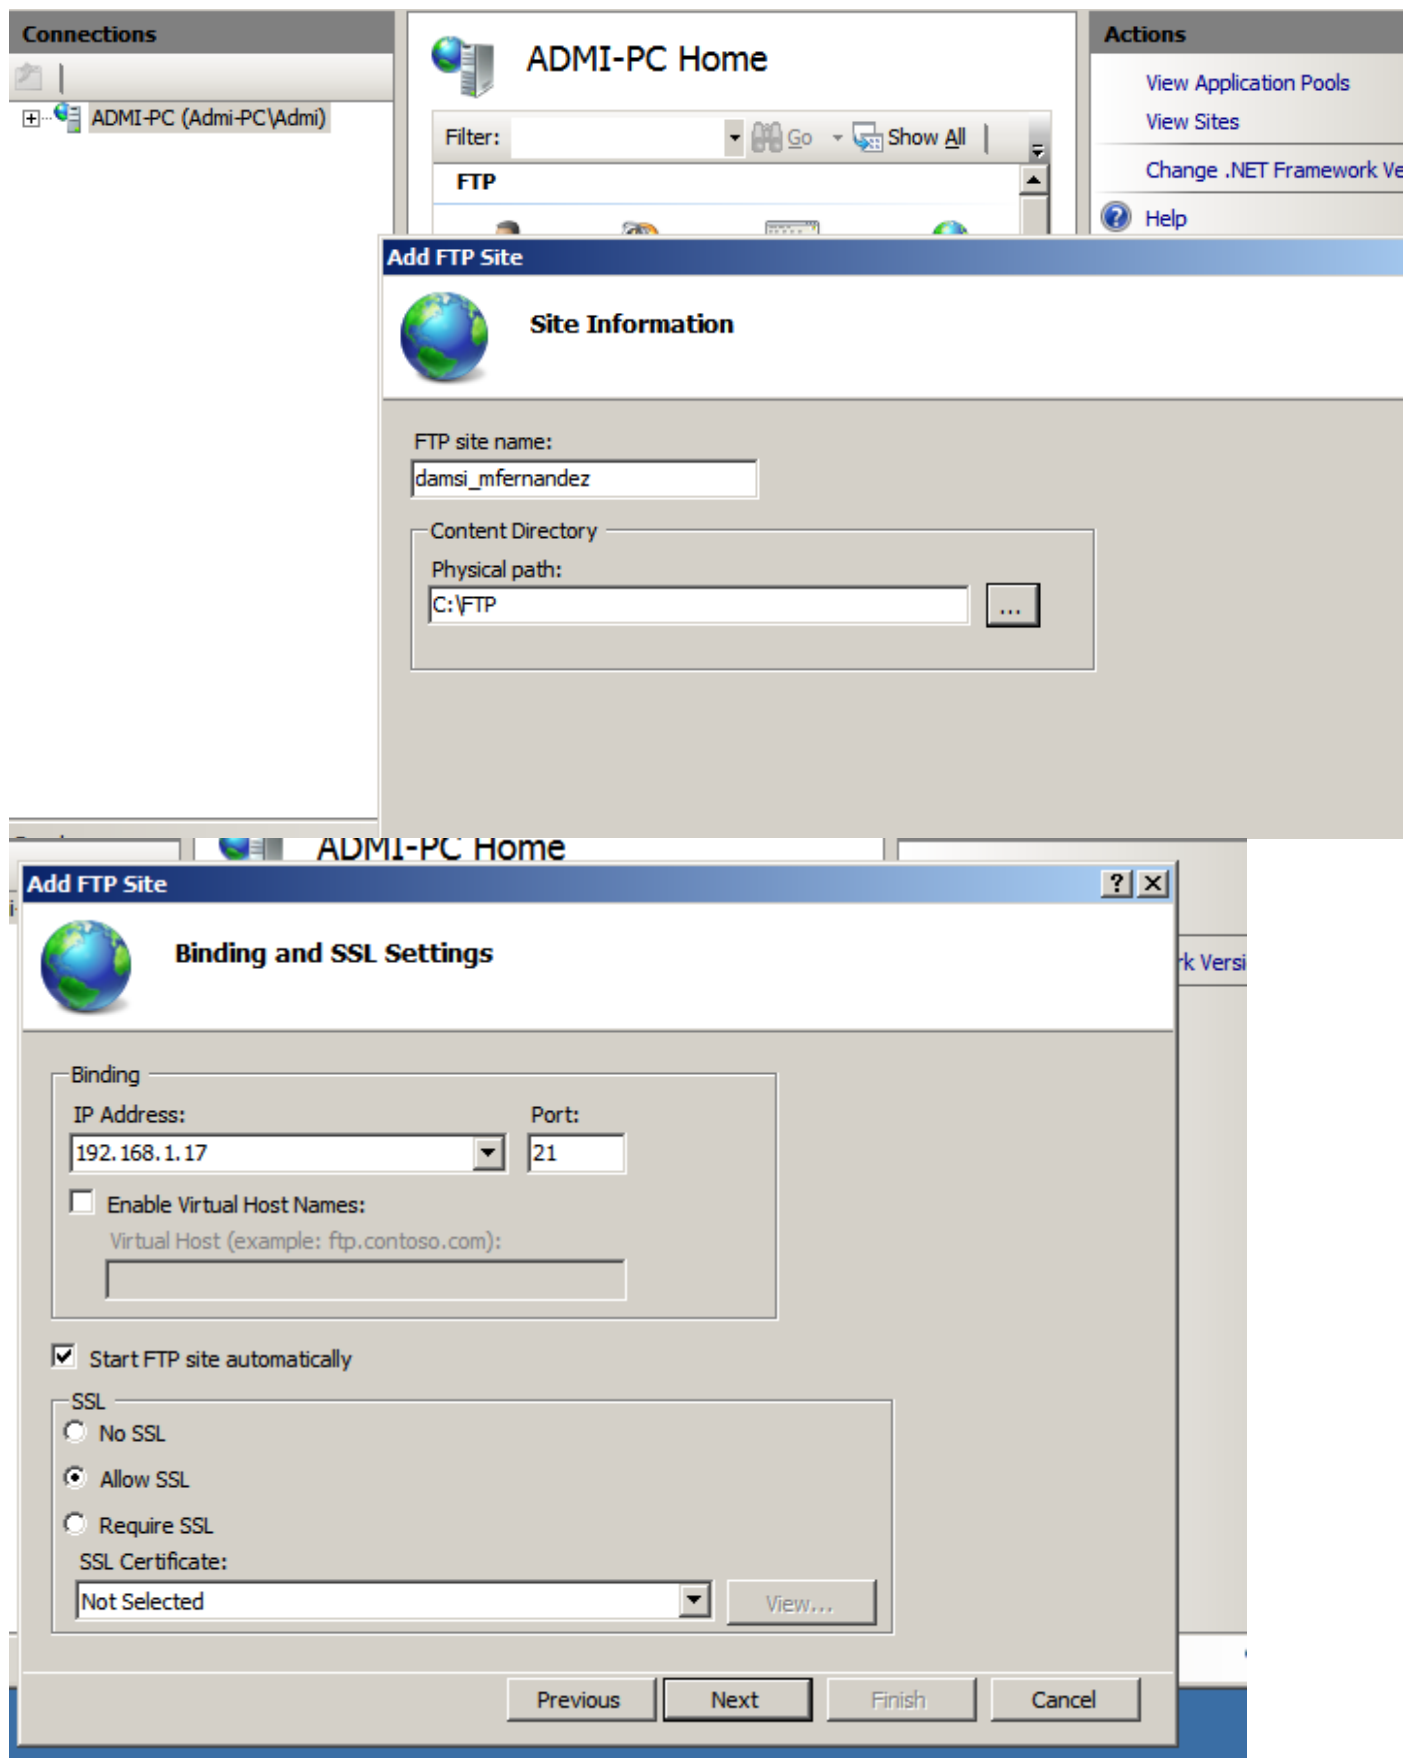 Connections
ADMI-PC (Admi-PC\Admi)
ADMI-PC Home
Filter:
Go
Show All
FTP
Actions
View Application Pools
View Sites
Change .NET Framework Ve
Help
Add FTP Site
Site Information
FTP site name:
damsi_mfernandez
Content Directory
Physical path:
C:\FTP
...
ADMI-PC Home
Add FTP Site
Binding and SSL Settings
rk Versi
Binding
IP Address:
Port:
192.168.1.17
21
Enable Virtual Host Names:
Virtual Host (example: ftp.contoso.com):
Start FTP site automatically
SSL
No SSL
Allow SSL
Require SSL
SSL Certificate:
Not Selected
View...
Previous
Next
Finish
Cancel